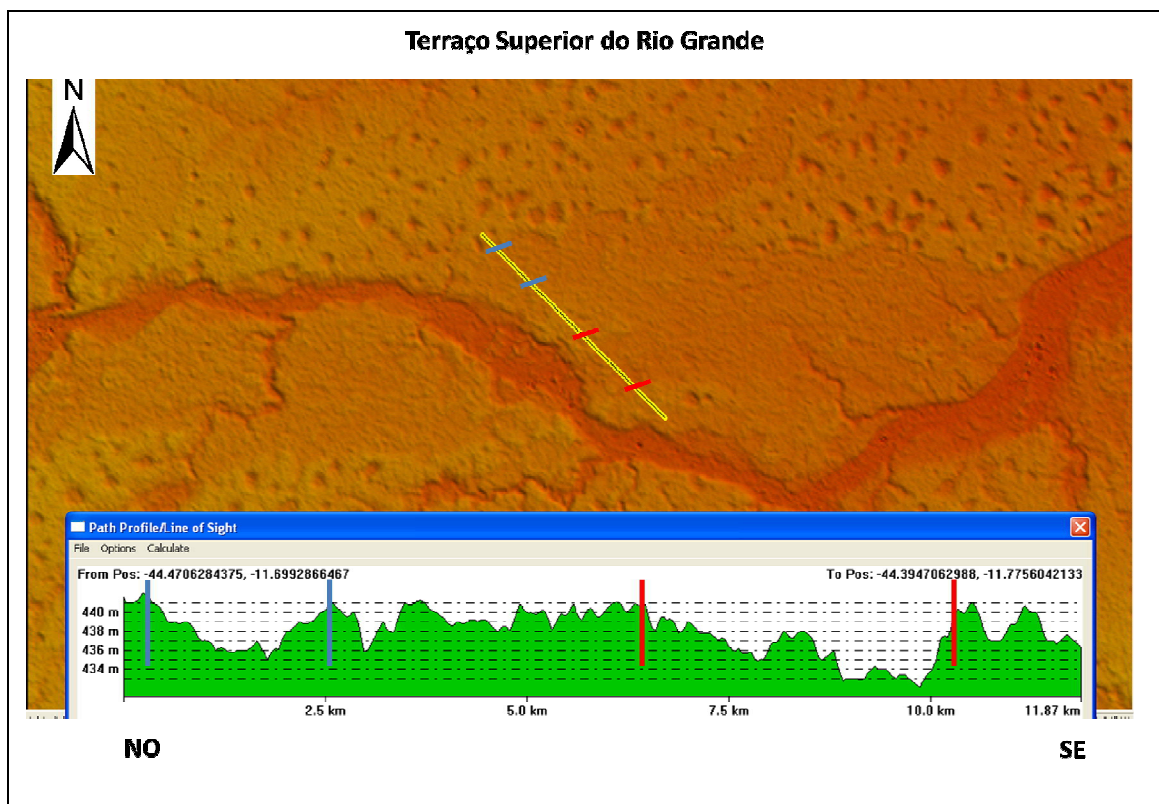 Terraço Superior do Rio Grande
N
Path Profile/Line of Sight
File Options Calculate
From Pos: -44.4706284375, -11.6992866467 To Pos: -44.3947062988, -11.7756042133
440 m
438 m
436 m
434 m
2.5 km 5.0 km 7.5 km 10.0 km 11.87 km
NO SE